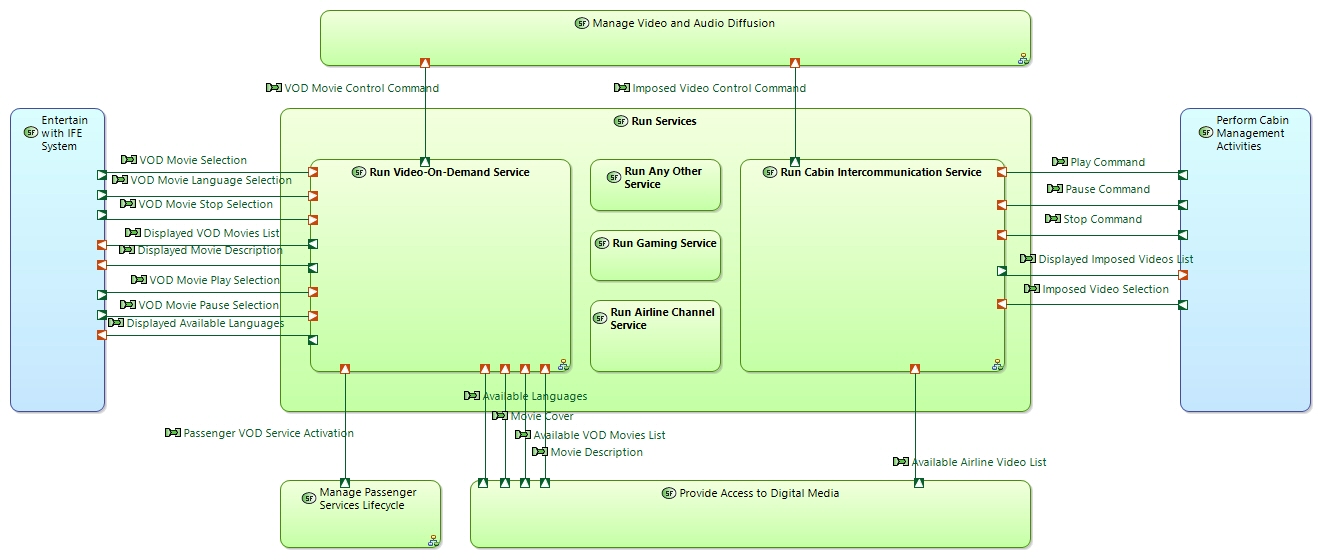 SF Manage Video and Audio Diffusion
VOD Movie Control Command
Imposed Video Control Command
Entertain
SF with IFE
System
SF Run Services
SF Perform Cabin
Management
Activities
VOD Movie Selection
VOD Movie Language Selection
VOD Movie Stop Selection
Displayed VOD Movies List
Displayed Movie Description
VOD Movie Play Selection
VOD Movie Pause Selection
Displayed Available Languages
SF Run Video-On-Demand Service
SF Run Any Other
Service
SF Run Gaming Service
SF Run Airline Channel
Service
SF Run Cabin Intercommunication Service
Play Command
Pause Command
Stop Command
Displayed Imposed Videos List
Imposed Video Selection
Available Languages
Movie Cover
Passenger VOD Service Activation
Available VOD Movies List
Movie Description
Available Airline Video List
SF Manage Passenger
Services Lifecycle
SF Provide Access to Digital Media